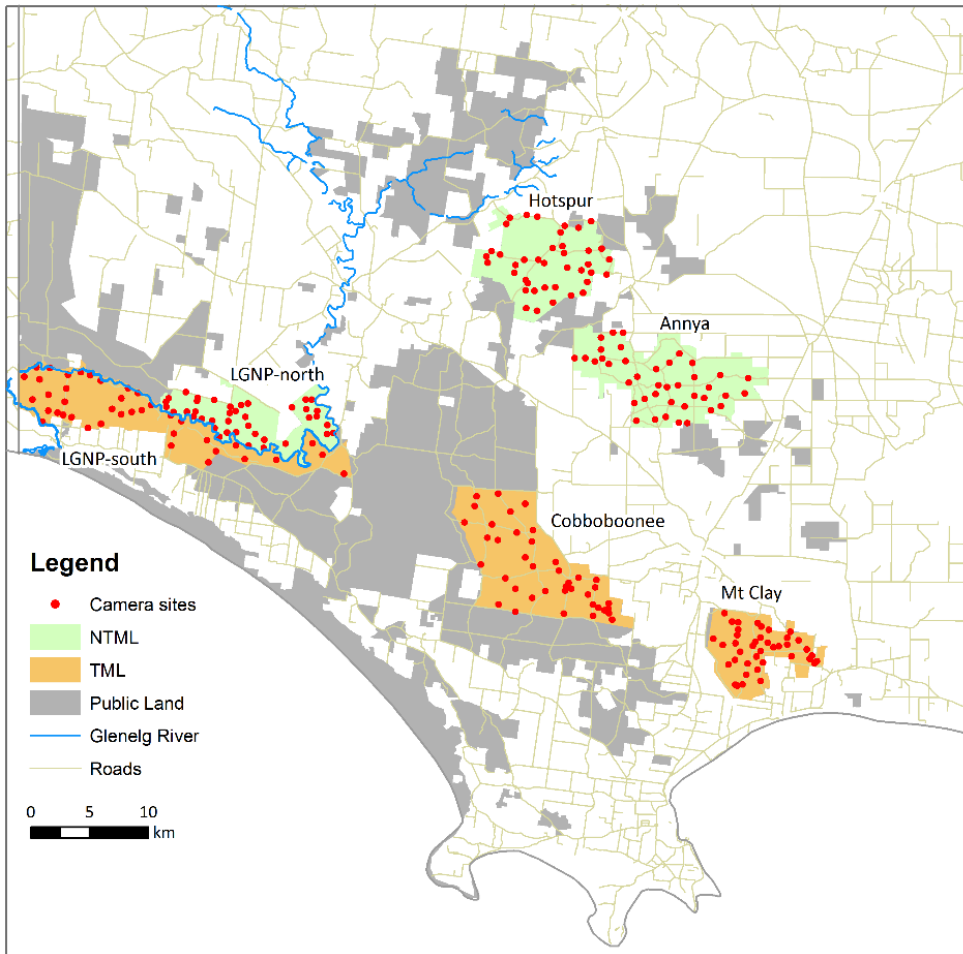 Hotspur
Annya
LGNP-north
LGNP-south
Cobboboonee
Mt Clay
Legend
Camera sites
NTML
TML
Public Land
Glenelg River
Roads
0 5 10
km